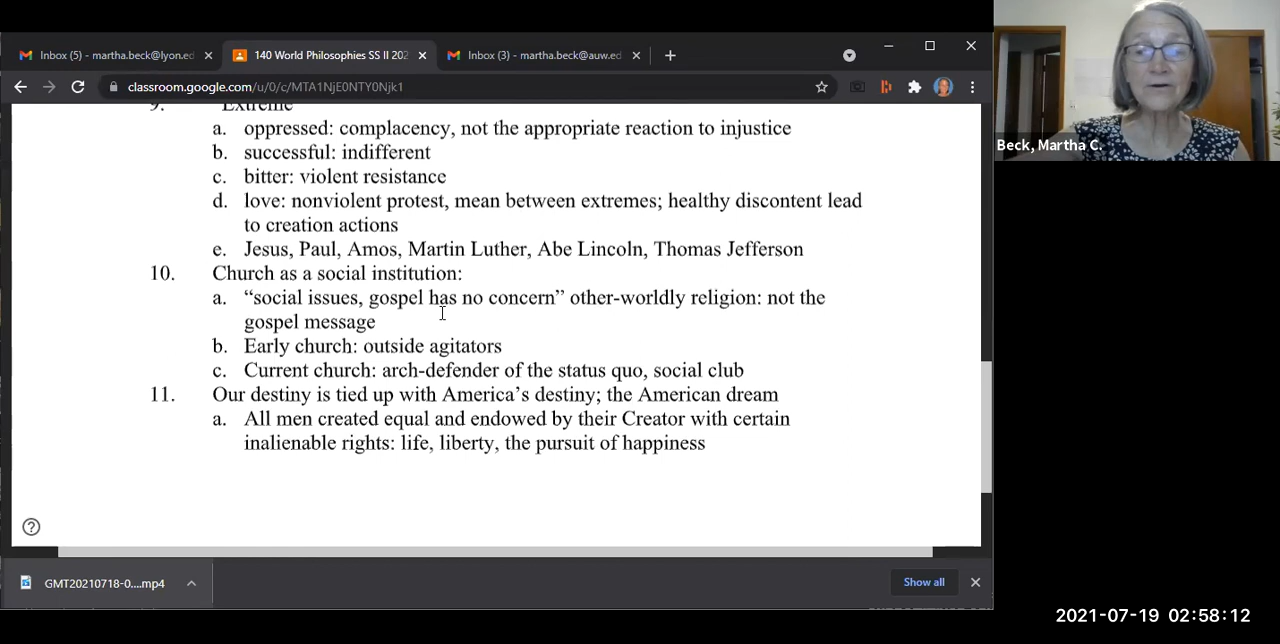 Inbox (5) - martha.beck@lyon.ed
140 World Philosophies SS II 202
Inbox (3) - martha.beck@auw.ed
classroom.google.com/u/0/c/MTA1NjE0NTY0Njk1
9. Extreme
a. oppressed: complacency, not the appropriate reaction to injustice
b. successful: indifferent
c. bitter: violent resistance
d. love: nonviolent protest, mean between extremes; healthy discontent lead
to creation actions
e. Jesus, Paul, Amos, Martin Luther, Abe Lincoln, Thomas Jefferson
10. Church as a social institution:
a. “social issues, gospel has no concern” other-worldly religion: not the
gospel message
b. Early church: outside agitators
c. Current church: arch-defender of the status quo, social club
11. Our destiny is tied up with America’s destiny; the American dream
a. All men created equal and endowed by their Creator with certain
inalienable rights: life, liberty, the pursuit of happiness
GMT20210718-0....mp4
Show all
Beck, Martha C.
2021-07-19 02:58:12